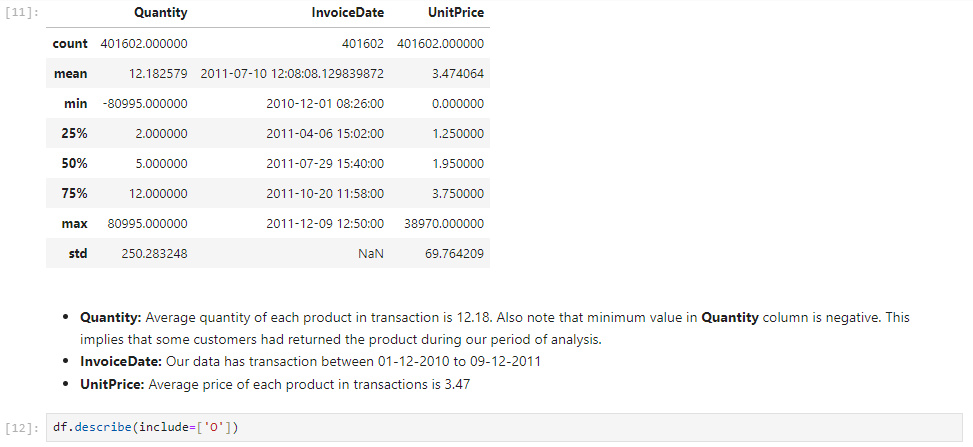 [11]: Quantity InvoiceDate UnitPrice
count 401602.000000 401602 401602.000000
mean 12.182579 2011-07-10 12:08:08.129839872 3.474064
min -80995.000000 2010-12-01 08:26:00 0.000000
25% 2.000000 2011-04-06 15:02:00 1.250000
50% 5.000000 2011-07-29 15:40:00 1.950000
75% 12.000000 2011-10-20 11:58:00 3.750000
max 80995.000000 2011-12-09 12:50:00 38970.000000
std 250.283248 NaN 69.764209
• Quantity: Average quantity of each product in transaction is 12.18. Also note that minimum value in Quantity column is negative. This
implies that some customers had returned the product during our period of analysis.
• InvoiceDate: Our data has transaction between 01-12-2010 to 09-12-2011
• UnitPrice: Average price of each product in transactions is 3.47
[12]: df.describe(include=['O'])